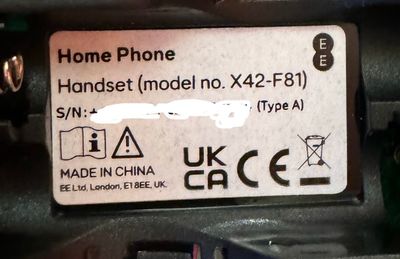 Home Phone
EE
Handset (model no. X42-F81)
S/N: (Type A)
UK
CA CE
MADE IN CHINA
EE Ltd, London, E1 8EE, UK.